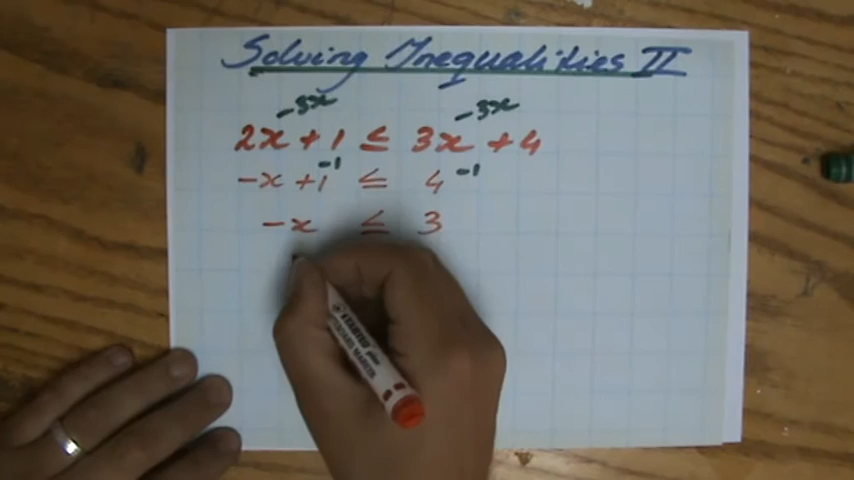 Solving Inequalities II
-3x -3x
2x + 1 ≤ 3x + 4
-x + 1 -1 ≤ 4 -1
-x ≤ 3